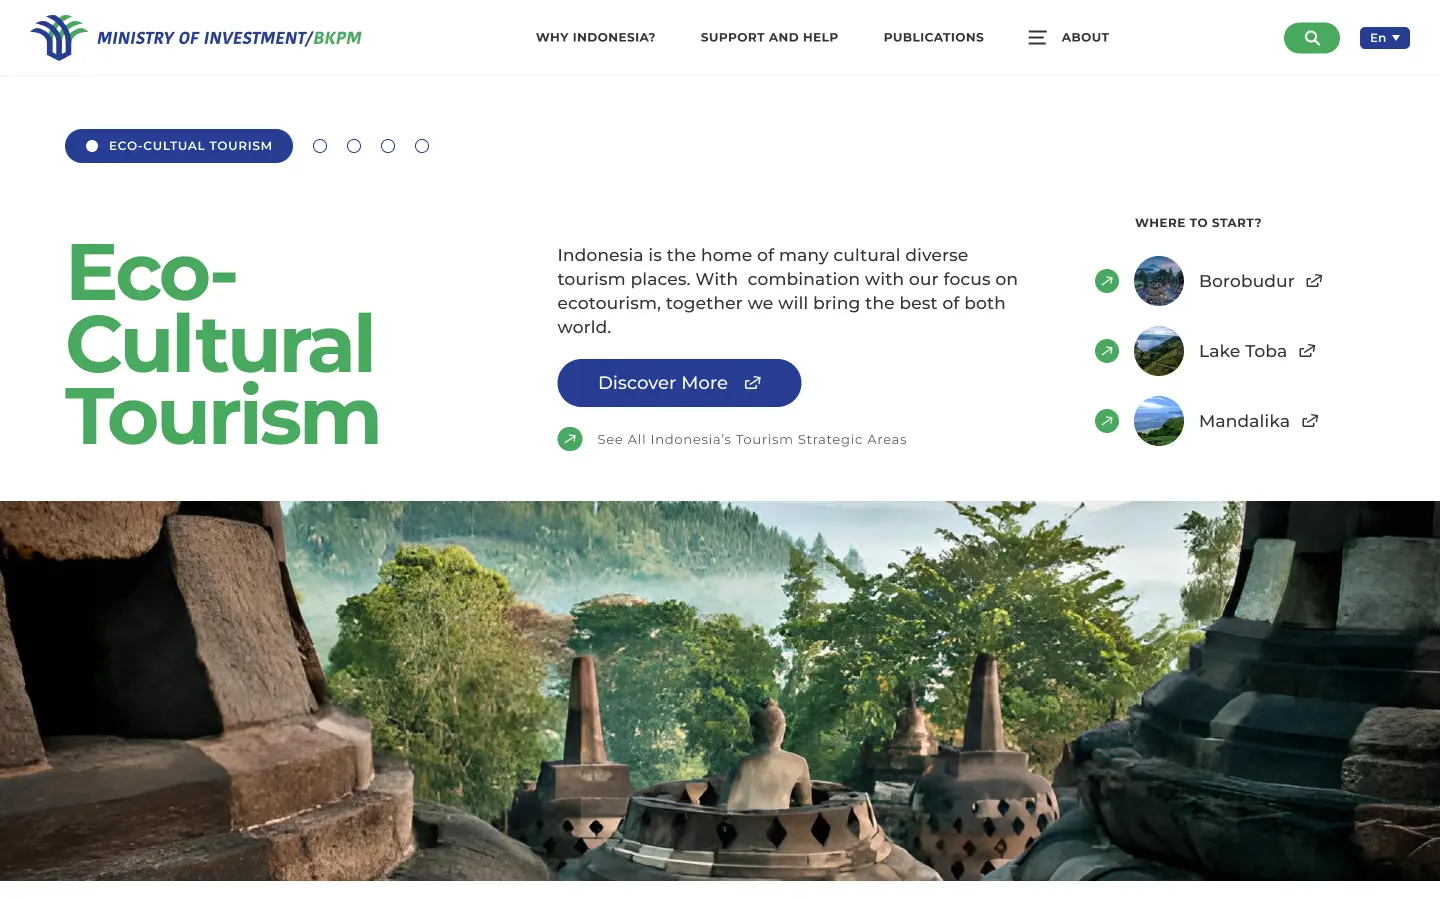 MINISTRY OF INVESTMENT/BKPM
WHY INDONESIA?
SUPPORT AND HELP
PUBLICATIONS
ABOUT
En
ECO-CULTUAL TOURISM
Eco-
Cultural
Tourism
Indonesia is the home of many cultural diverse
tourism places. With  combination with our focus on
ecotourism, together we will bring the best of both
world.
Discover More
See All Indonesia’s Tourism Strategic Areas
WHERE TO START?
Borobudur
Lake Toba
Mandalika